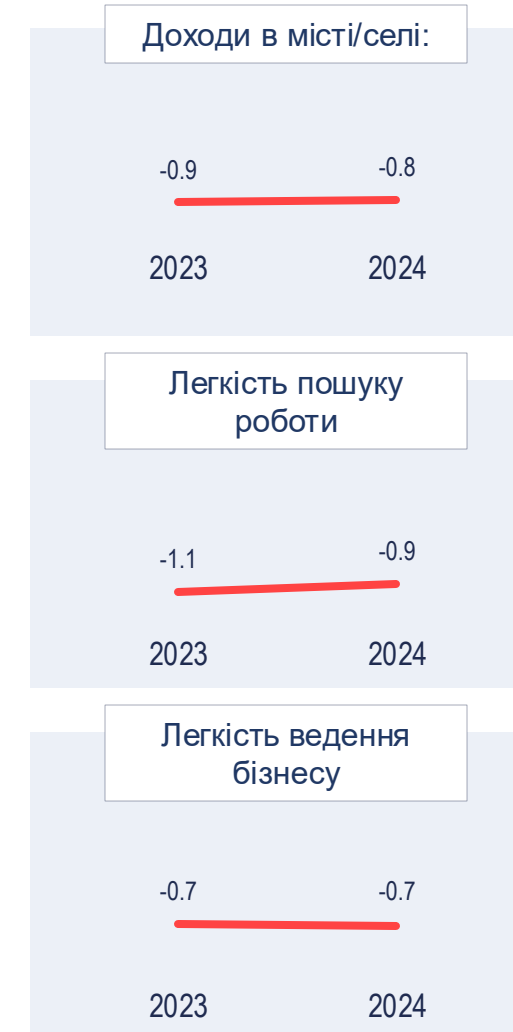 Доходи в місті/селі:
-0.9 -0.8
2023 2024
Легкість пошуку
роботи
-1.1 -0.9
2023 2024
Легкість ведення
бізнесу
-0.7 -0.7
2023 2024